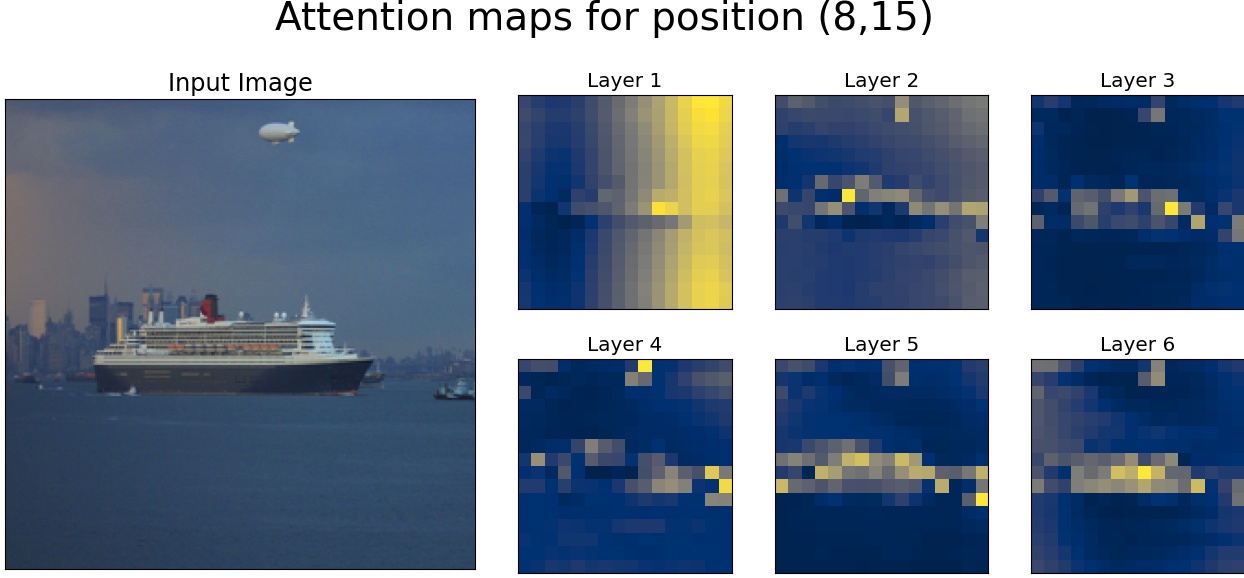 Attention maps for position (8,15)
Input Image
Layer 1
Layer 2
Layer 3
Layer 4
Layer 5
Layer 6